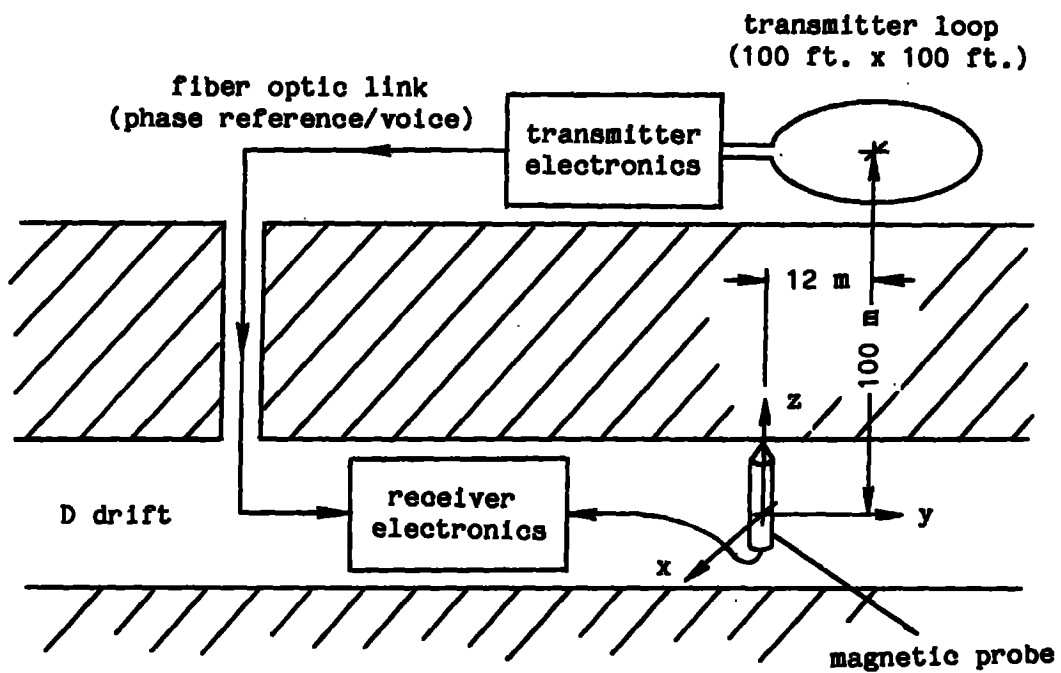 transmitter loop
(100 ft. x 100 ft.)
fiber optic link
(phase reference/voice)
transmitter
electronics
12 m
100 m
z
receiver
electronics
D drift
y
x
magnetic probe